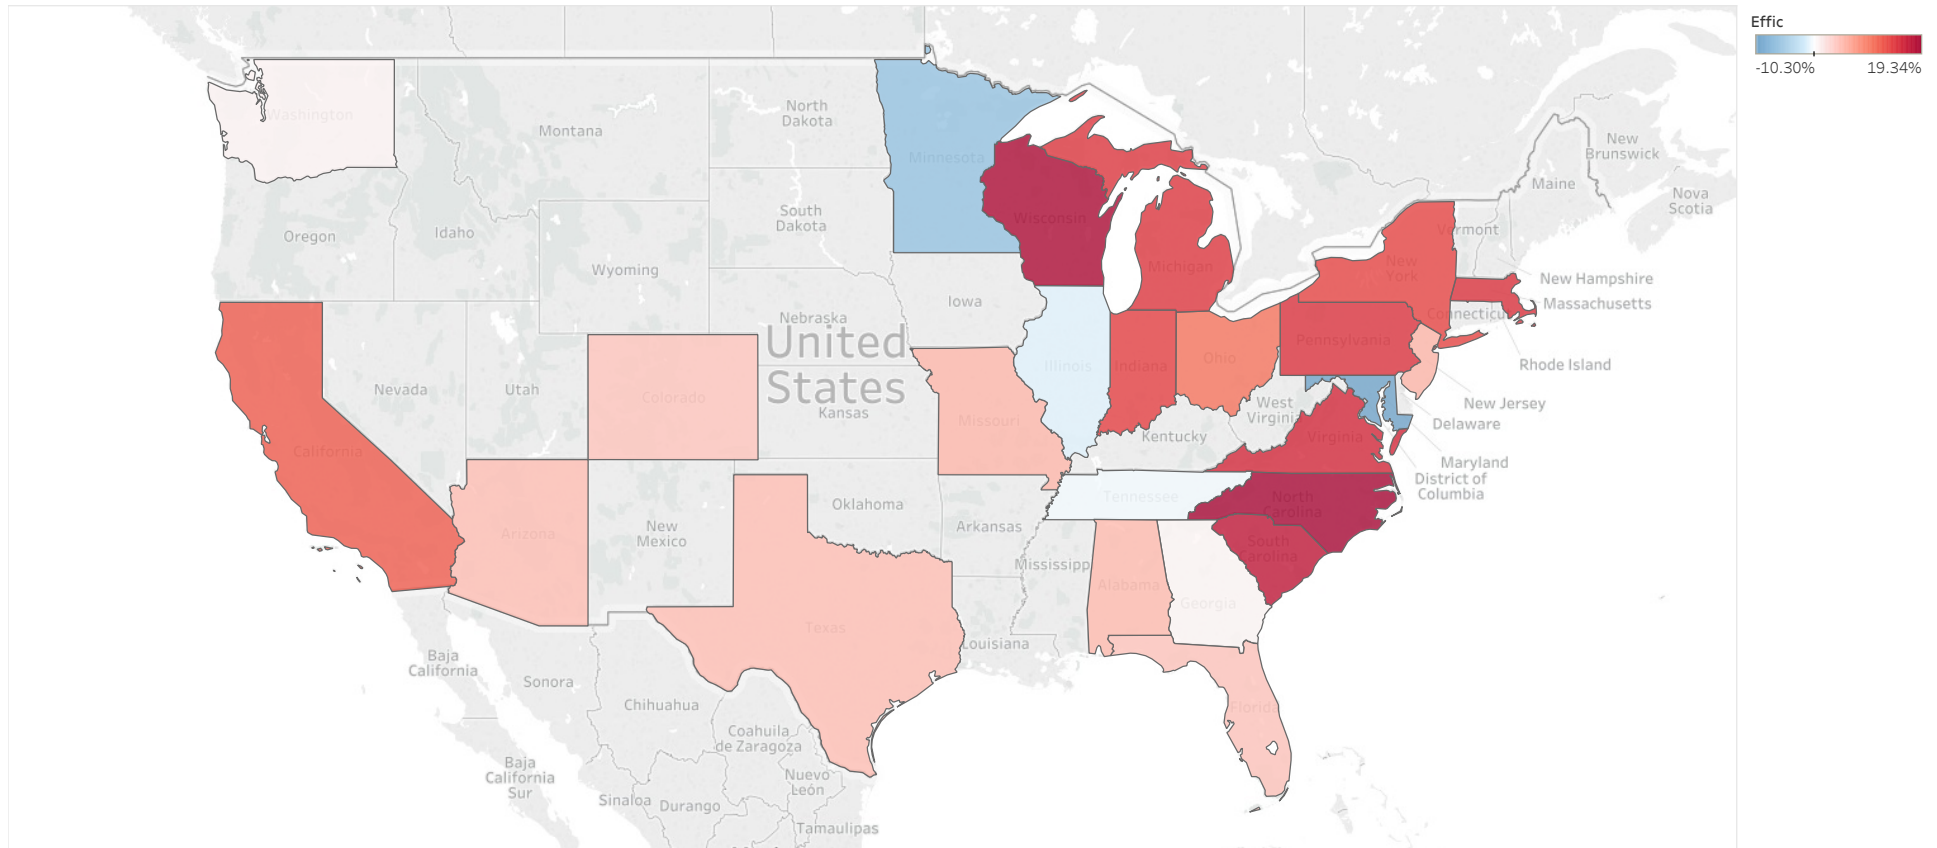 Effic
-10.30% 19.34%
Washington
Montana
North
Dakota
Minnesota
New
Brunswick
Maine
Nova
Scotia
Oregon
Idaho
South
Dakota
Wisconsin
Vermont
Wyoming
Michigan
New
York
New Hampshire
Iowa
Massachusetts
Nebraska
Connecticu
United
States
Pennsylvania
Rhode Island
Illinois
Indiana
Ohio
Nevada
Utah
Colorado
Kansas
Missouri
West
Virginia
New Jersey
Delaware
California
Kentucky
Virginia
Maryland
District of
Columbia
Tennessee
North
Carolina
Oklahoma
Arizona
New
Mexico
Arkansas
South
Carolina
Mississipp
Alabama
Georgia
Texas
Louisiana
Baja
California
Sonora
Chihuahua
Florida
Coahuila
de Zaragoza
Baja
California
Sur
Nuevo
León
Sinaloa
Durango
Tamaulipas